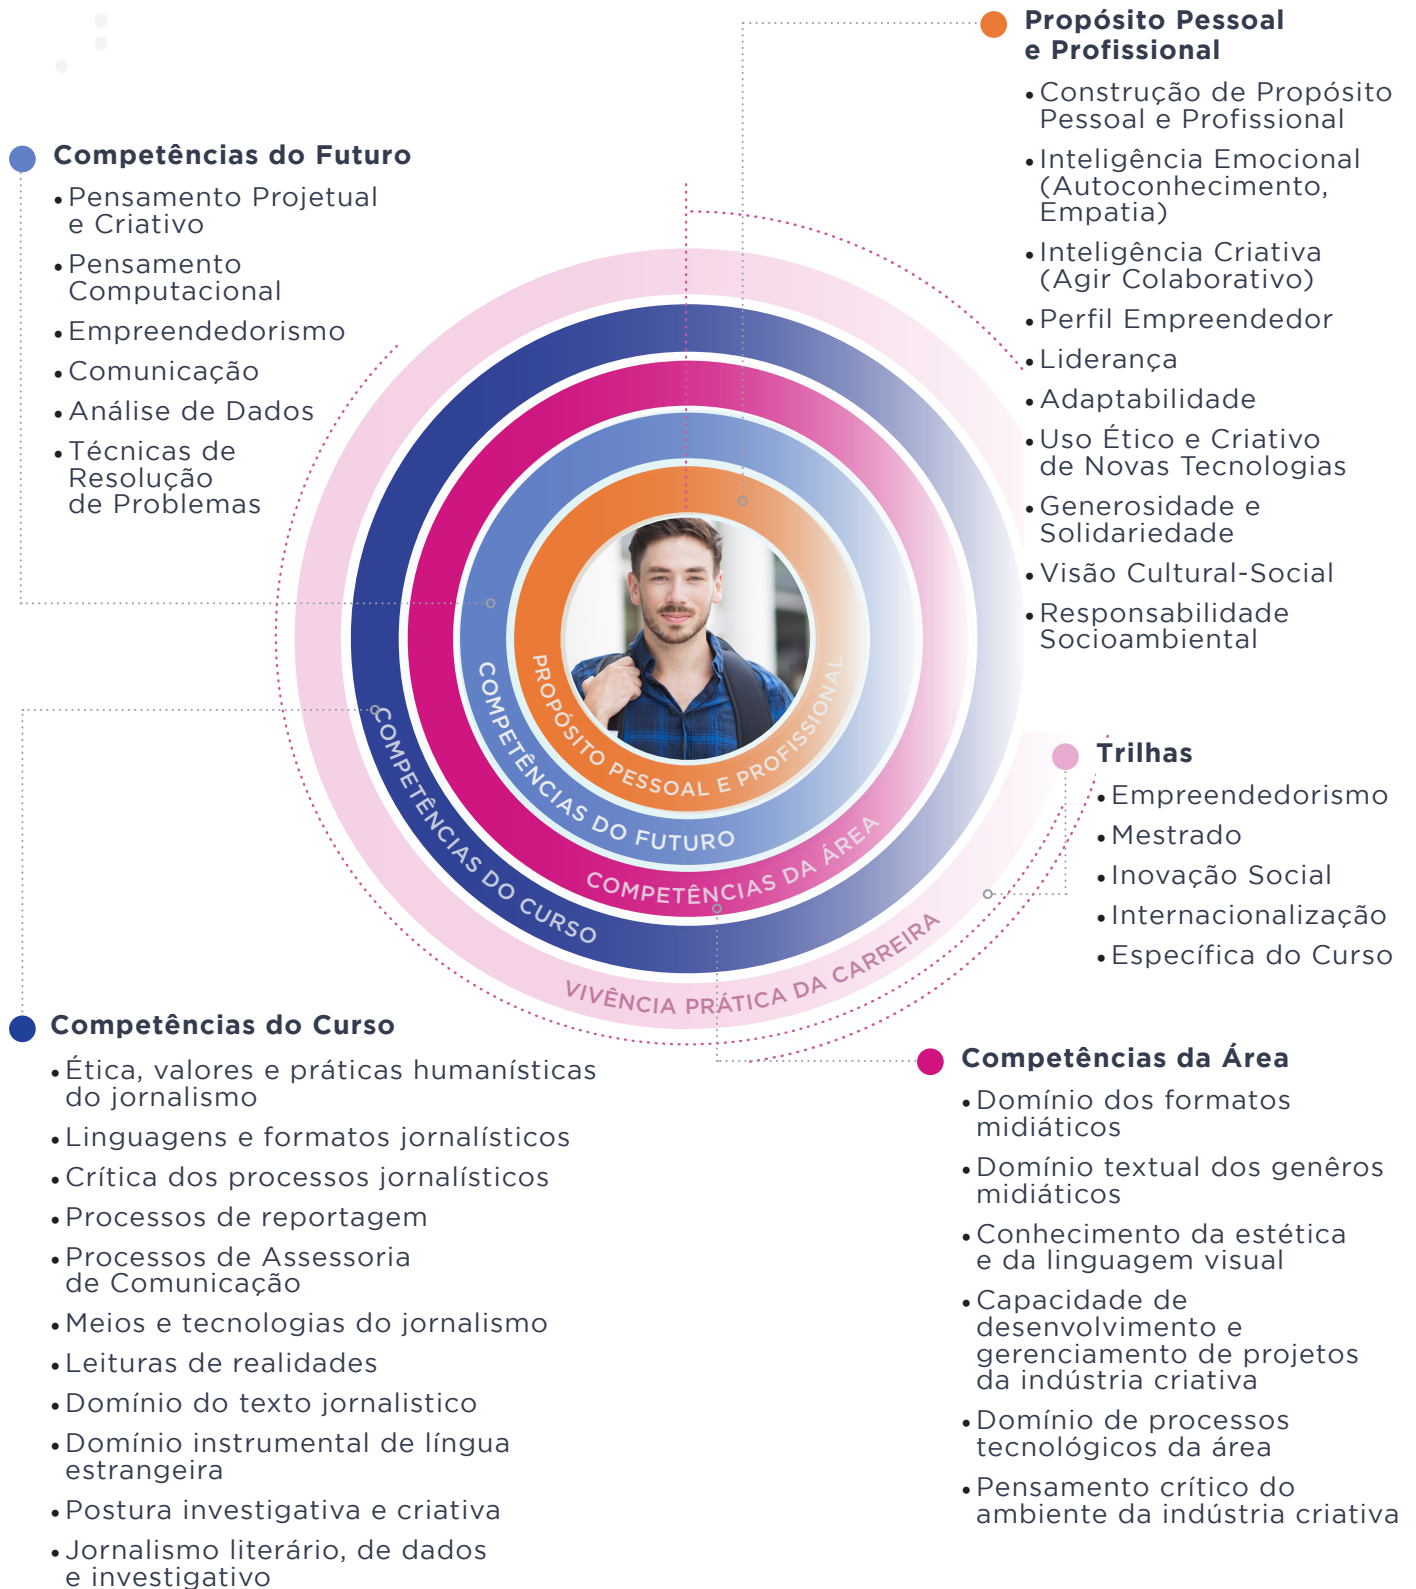 Propósito Pessoal
e Profissional
• Construção de Propósito
Pessoal e Profissional
• Inteligência Emocional
(Autoconhecimento,
Empatia)
• Inteligência Criativa
(Agir Colaborativo)
• Perfil Empreendedor
• Liderança
• Adaptabilidade
• Uso Ético e Criativo
de Novas Tecnologias
• Generosidade e
Solidariedade
• Visão Cultural-Social
• Responsabilidade
Socioambiental
Competências do Futuro
• Pensamento Projetual
e Criativo
• Pensamento
Computacional
• Empreendedorismo
• Comunicação
• Análise de Dados
• Técnicas de
Resolução
de Problemas
PROPÓSITO PESSOAL E PROFISSIONAL
COMPETÊNCIAS DO FUTURO
COMPETÊNCIAS DA ÁREA
COMPETÊNCIAS DO CURSO
VIVÊNCIA PRÁTICA DA CARREIRA
Trilhas
• Empreendedorismo
• Mestrado
• Inovação Social
• Internacionalização
• Específica do Curso
Competências do Curso
• Ética, valores e práticas humanísticas
do jornalismo
• Linguagens e formatos jornalísticos
• Crítica dos processos jornalísticos
• Processos de reportagem
• Processos de Assessoria
de Comunicação
• Meios e tecnologias do jornalismo
• Leituras de realidades
• Domínio do texto jornalistico
• Domínio instrumental de língua
estrangeira
• Postura investigativa e criativa
• Jornalismo literário, de dados
e investigativo
Competências da Área
• Domínio dos formatos
midiáticos
• Domínio textual dos genêros
midiáticos
• Conhecimento da estética
e da linguagem visual
• Capacidade de
desenvolvimento e
gerenciamento de projetos
da indústria criativa
• Domínio de processos
tecnológicos da área
• Pensamento crítico do
ambiente da indústria criativa